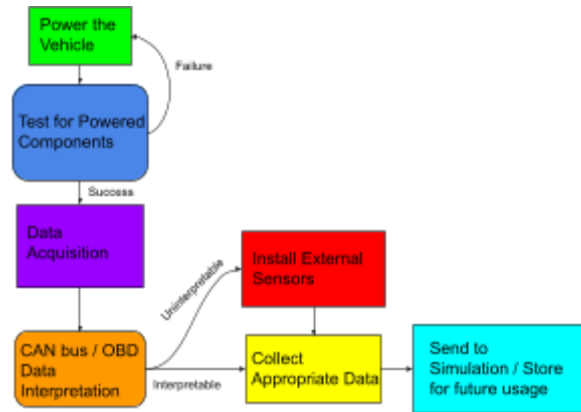 Power the
Vehicle
Failure
Test for Powered
Components
Success
Data
Acquisition
Install External
Sensors
Uninterpretable
CAN bus / OBD
Data
Interpretation
Interpretable
Collect
Appropriate Data
Send to
Simulation / Store
for future usage